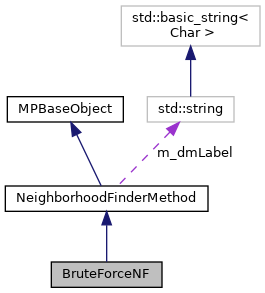 std::basic_string<
Char >
MPBaseObject
std::string
m_dmLabel
NeighborhoodFinderMethod
BruteForceNF